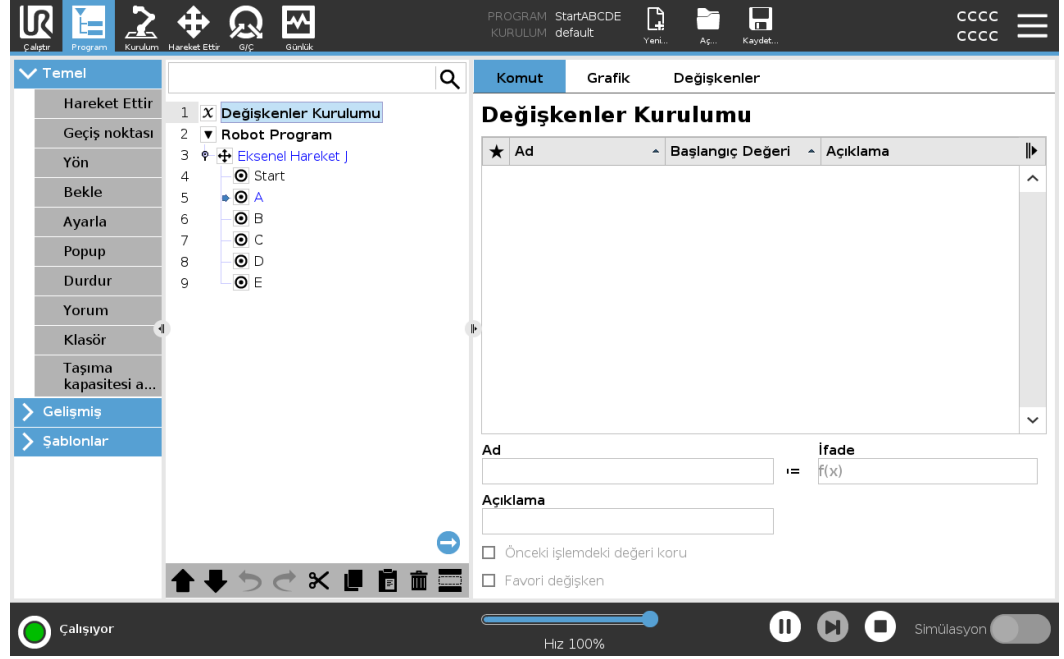 UR
PROGRAM StartABCDE
KURULUM default
Çalıştır
Program
Kurulum
Hareket Ettir
G/Ç
Günlük
Yeni...
Aç...
Kaydet...
CCCC
CCCC
Temel
Hareket Ettir
Geçiş noktası
Yön
Bekle
Ayarla
Popup
Durdur
Yorum
Klasör
Taşıma
kapasitesi a...
Gelişmiş
Şablonlar
1 x Değişkenler Kurulumu
2 Robot Program
3 Eksenel Hareket J
4 Start
5 A
6 B
7 C
8 D
9 E
Komut Grafik Değişkenler
Değişkenler Kurulumu
Ad Başlangıç Değeri Açıklama
Ad İfade
:= f(x)
Açıklama
Önceki işlemdeki değeri koru
Favori değişken
Çalışıyor
Hız 100%
Simülasyon